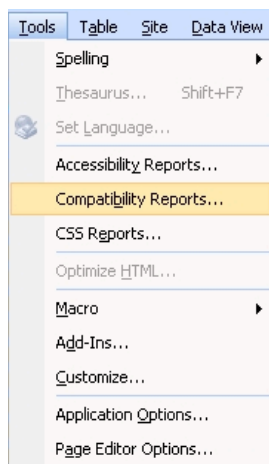 Tools Table Site Data View
Spelling
Thesaurus... Shift+F7
Set Language...
Accessibility Reports...
Compatibility Reports...
CSS Reports...
Optimize HTML...
Macro
Add-Ins...
Customize...
Application Options...
Page Editor Options...